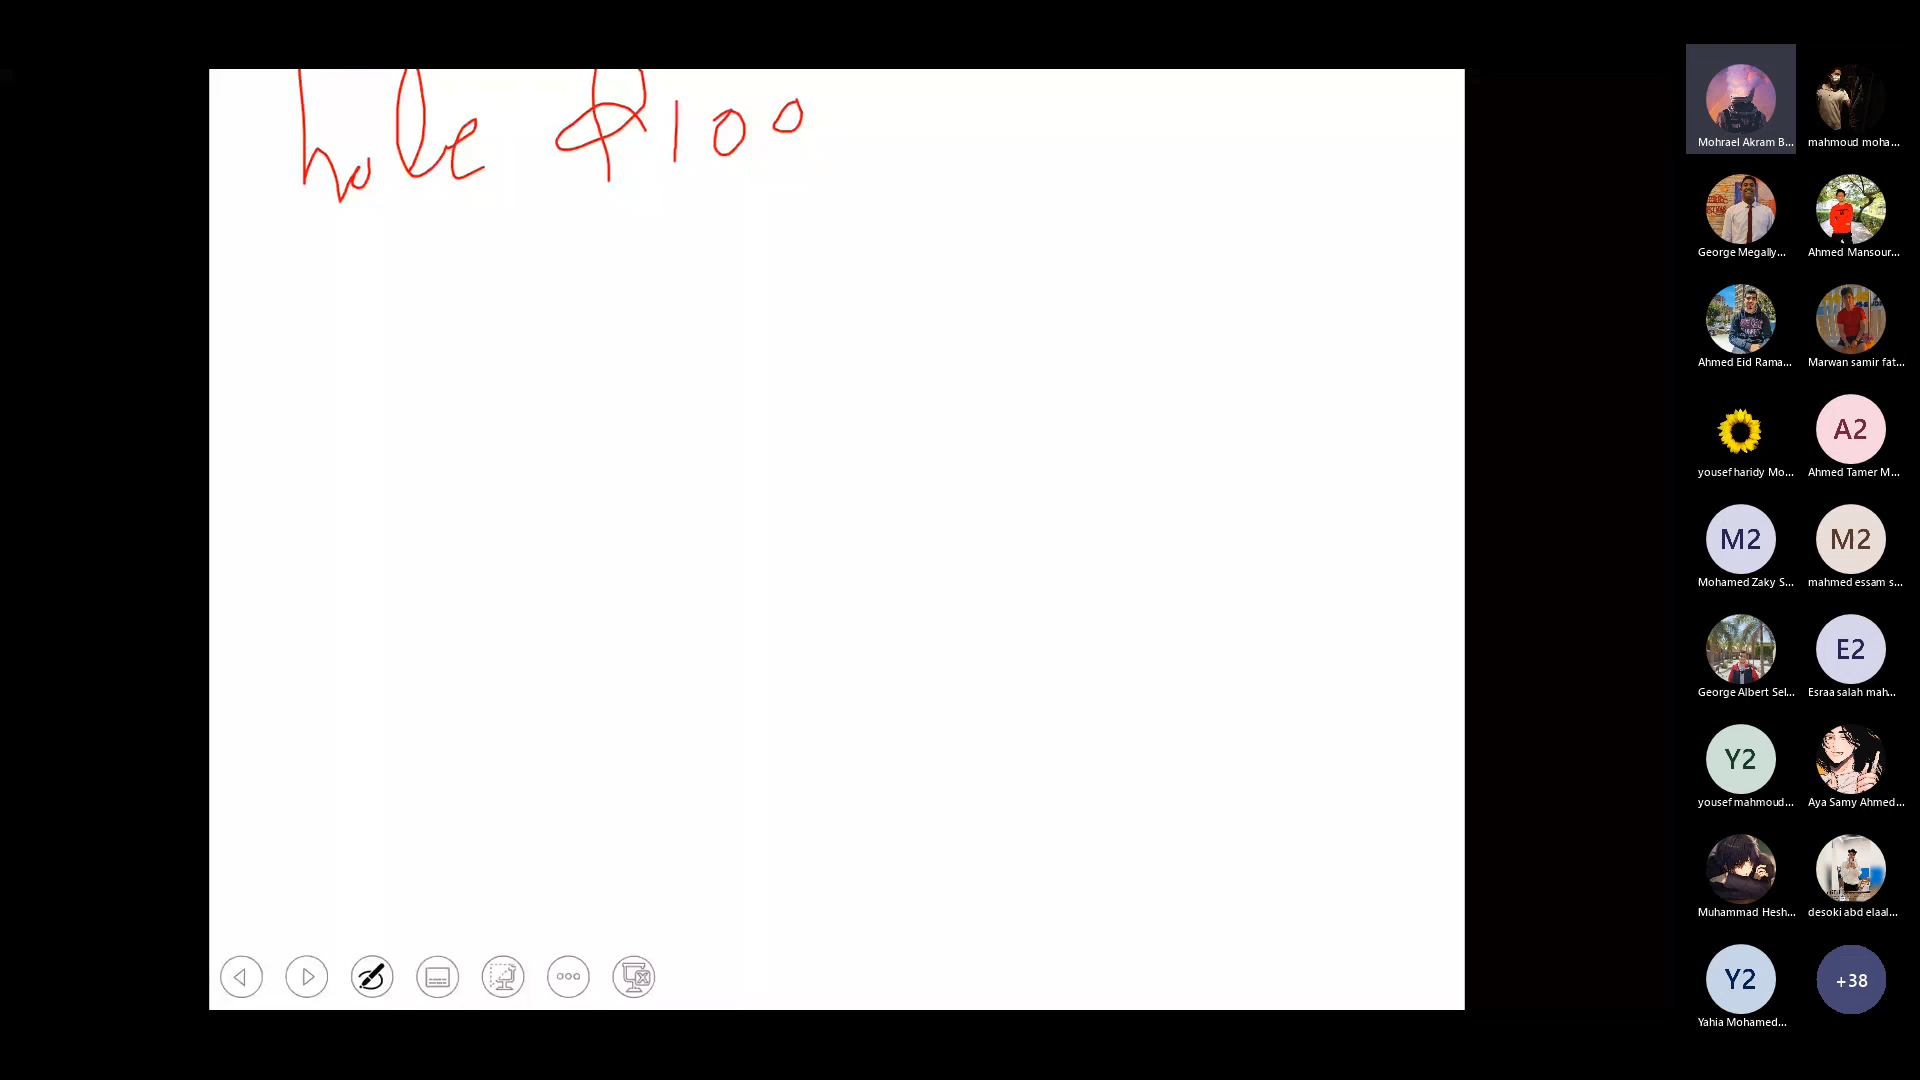 hole Φ100
Mohrael Akram B...
mahmoud moha...
George Megally...
Ahmed Mansour...
Ahmed Eid Rama...
Marwan samir fat...
yousef haridy Mo...
A2
Ahmed Tamer M...
M2
Mohamed Zaky S...
M2
mahmed essam s...
George Albert Sel...
E2
Esraa salah mah...
Y2
yousef mahmoud...
Aya Samy Ahmed...
Muhammad Hesh...
desoki abd elaal...
Y2
Yahia Mohamed...
+38